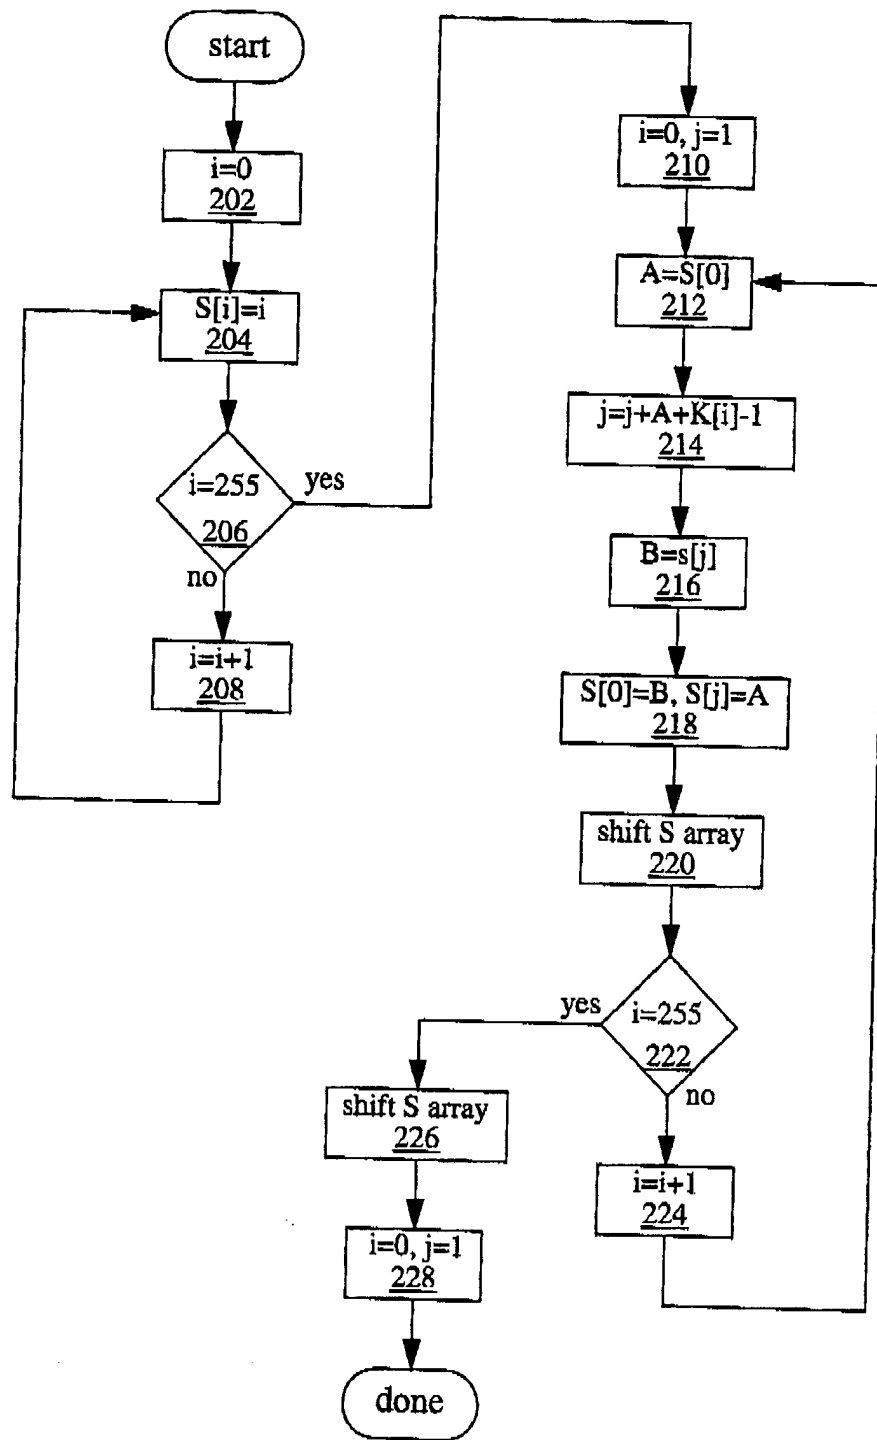 start
i=0
202
S[i]=i
204
i=255
206
yes
no
i=i+1
208
i=0, j=1
210
A=S[0]
212
j=j+A+K[i]-1
214
B=s[j]
216
S[0]=B, S[j]=A
218
shift S array
220
i=255
222
yes
no
i=i+1
224
shift S array
226
i=0, j=1
228
done